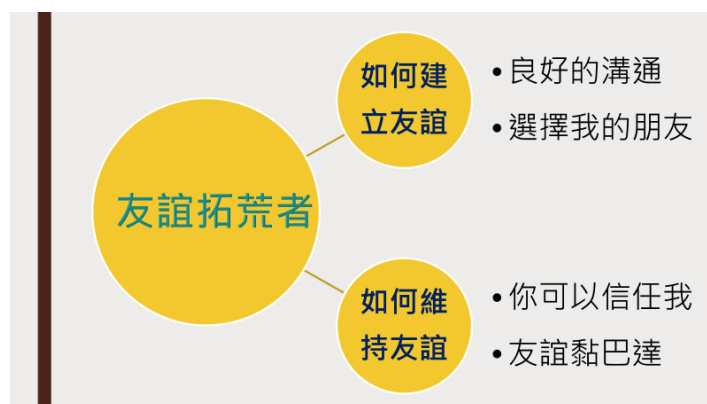 友誼拓荒者
如何建
立友誼
•良好的溝通
•選擇我的朋友
如何維
持友誼
•你可以信任我
•友誼黏巴達